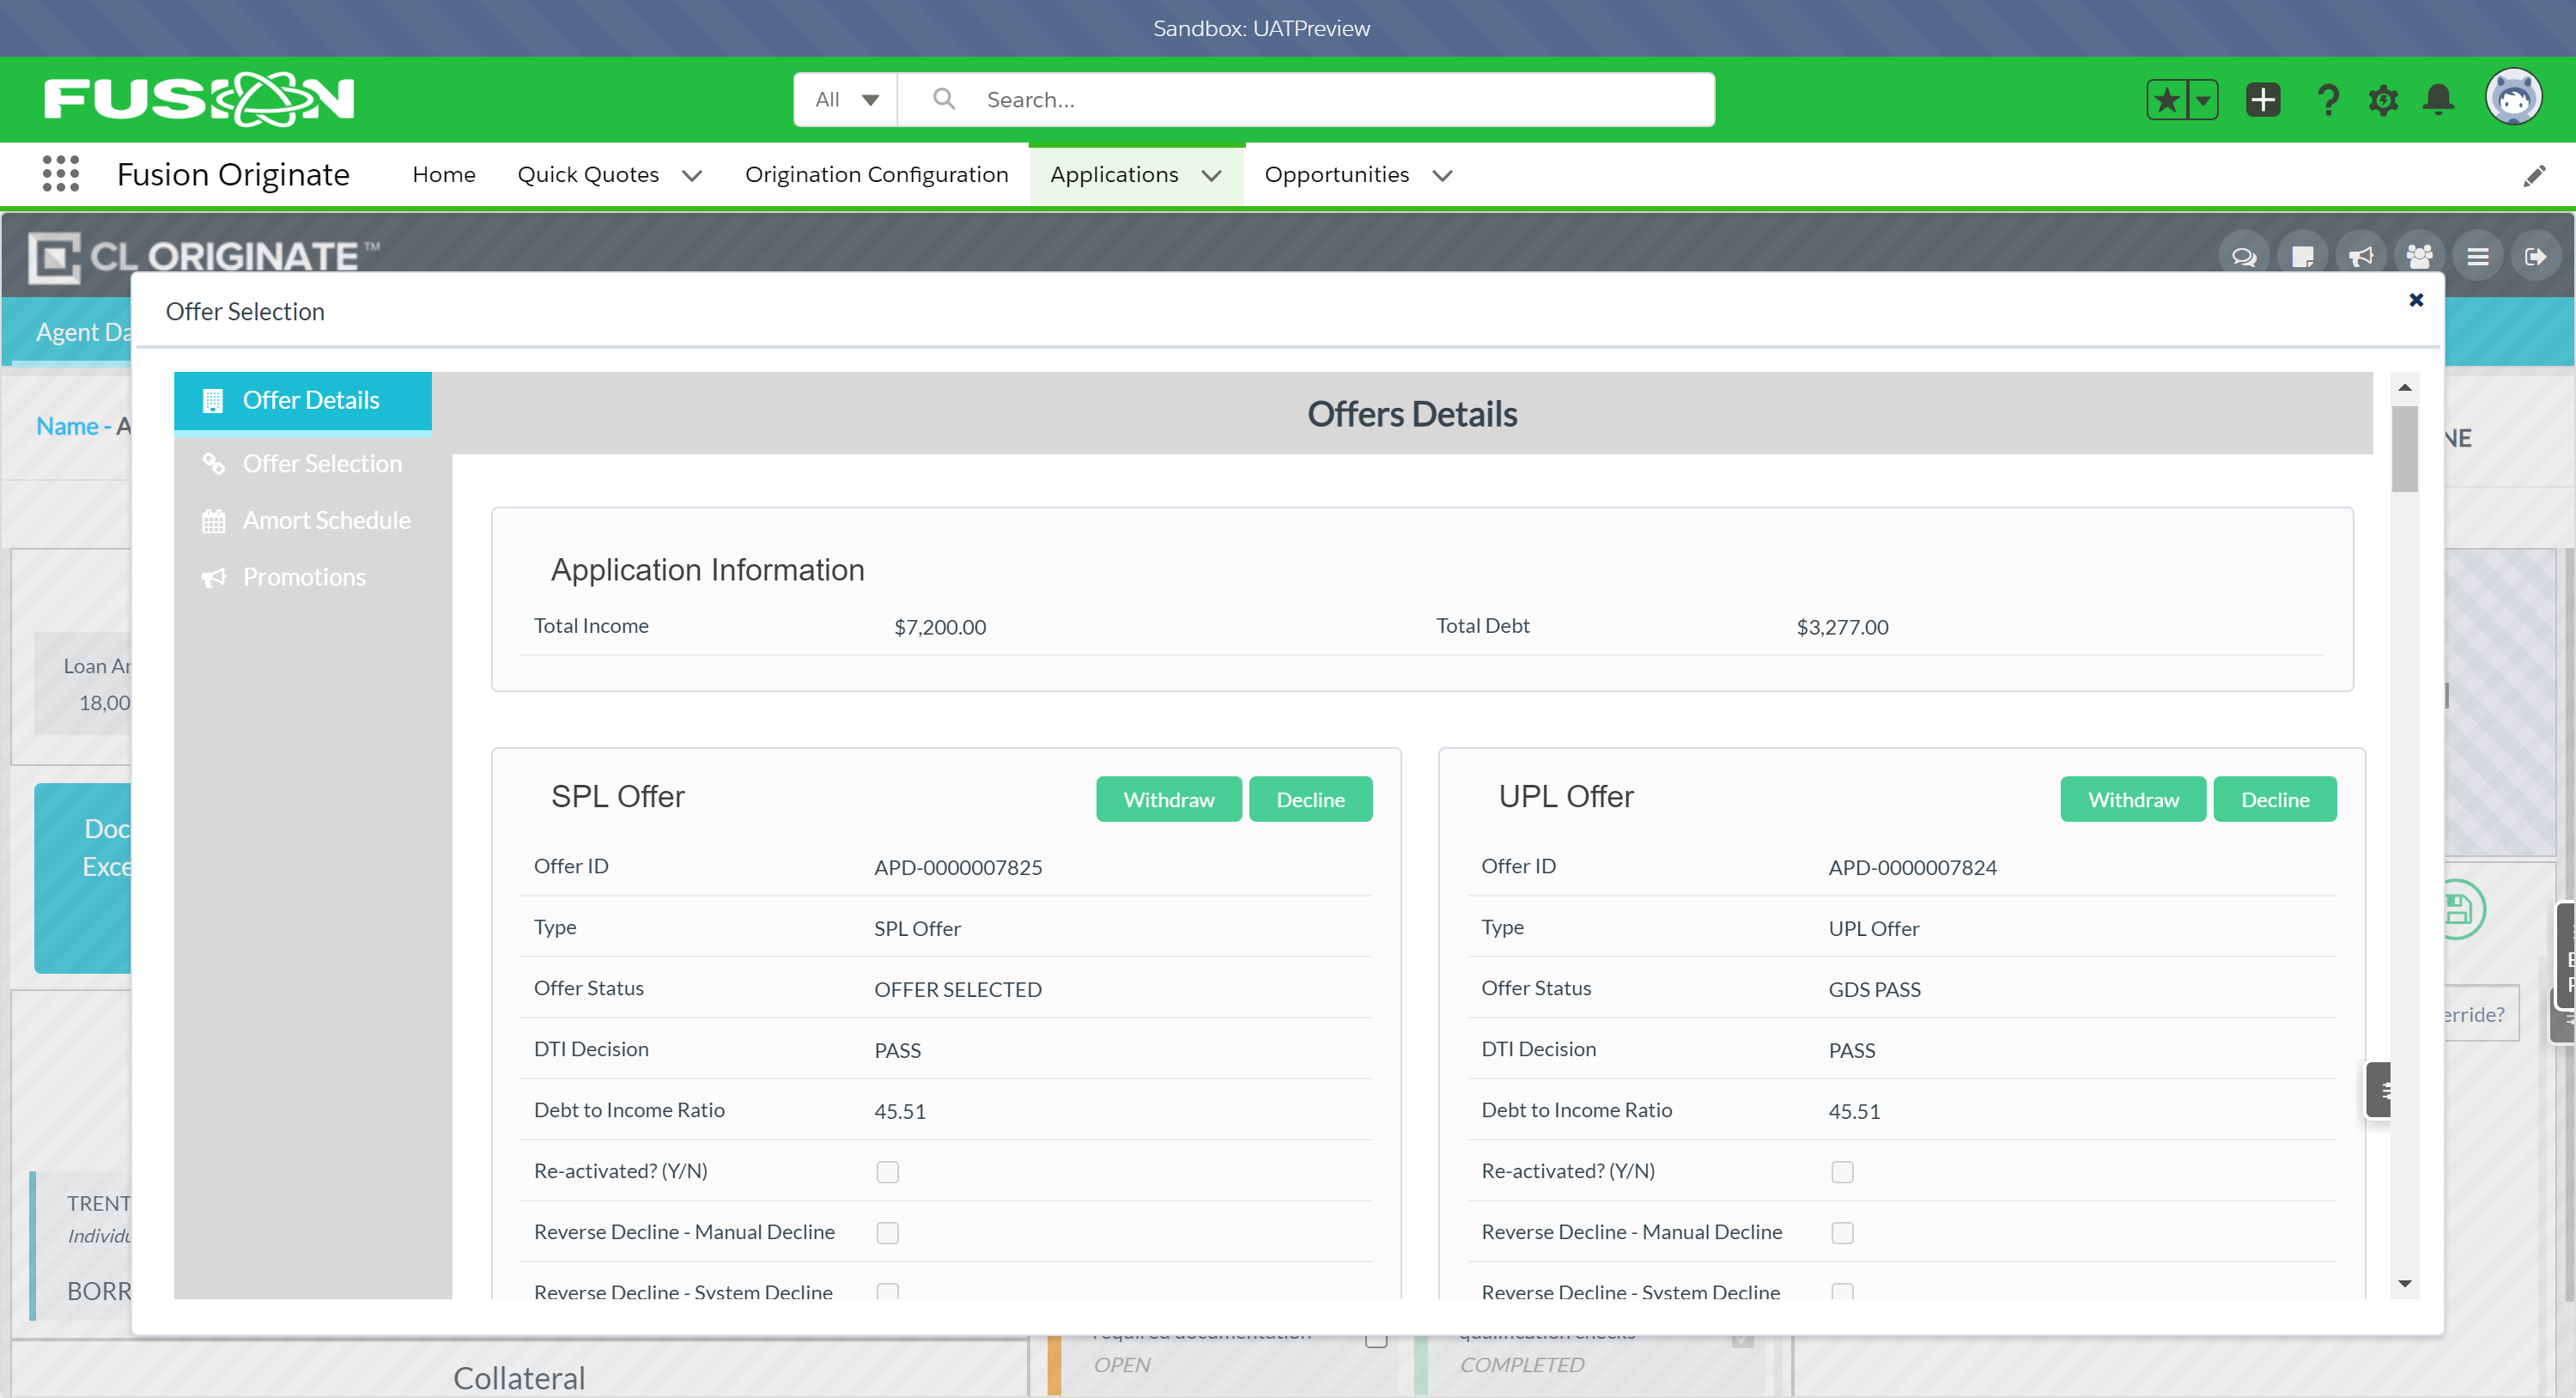 Sandbox: UATPreview
FUSION
All
Search...
Fusion Originate
Home
Quick Quotes
Origination Configuration
Applications
Opportunities
CL ORIGINATE™
Agent Da
Offer Selection
Name - A
NE
Offer Details
Offer Selection
Amort Schedule
Promotions
Offers Details
Application Information
Total Income $7,200.00 Total Debt $3,277.00
Loan Ar
18,00
SPL Offer Withdraw Decline
Offer ID APD-0000007825
Type SPL Offer
Offer Status OFFER SELECTED
DTI Decision PASS
Debt to Income Ratio 45.51
Re-activated? (Y/N)
Reverse Decline - Manual Decline
Reverse Decline - System Decline
UPL Offer Withdraw Decline
Offer ID APD-0000007824
Type UPL Offer
Offer Status GDS PASS
DTI Decision PASS
Debt to Income Ratio 45.51
Re-activated? (Y/N)
Reverse Decline - Manual Decline
Reverse Decline - System Decline
Doc
Exce
erride?
TRENT
Individu
BORR
required documentation
OPEN
qualification checks
COMPLETED
Collateral